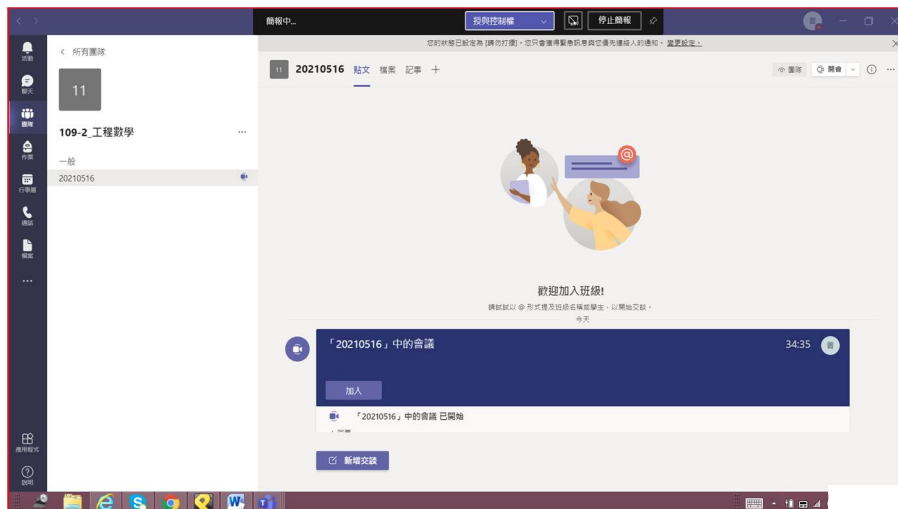 簡報中...
授與控制權
停止簡報
您的狀態已設定為 [請勿打擾]。您只會獲得緊急訊息與您優先連絡人的通知。變更設定。
活動
聊天
團隊
作業
行事曆
通話
檔案
...
應用程式
說明
所有團隊
11
109-2_工程數學
...
一般
20210516
11 20210516 貼文 檔案 記事 +
團隊 開會 ...
歡迎加入班級!
請試試以 @ 形式提及班級名稱或學生，以開始交談。
今天
「20210516」中的會議 34:35
加入
「20210516」中的會議 已開始
新增交談